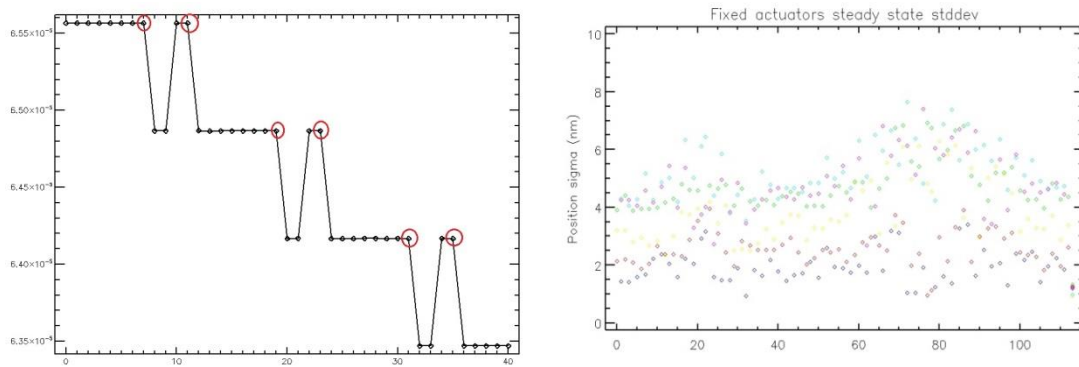 6.55×10⁻⁵
6.50×10⁻⁵
6.45×10⁻⁵
6.40×10⁻⁵
6.35×10⁻⁵
0 10 20 30 40
Fixed actuators steady state stddev
Position sigma (nm)
10
8
6
4
2
0
0 20 40 60 80 100